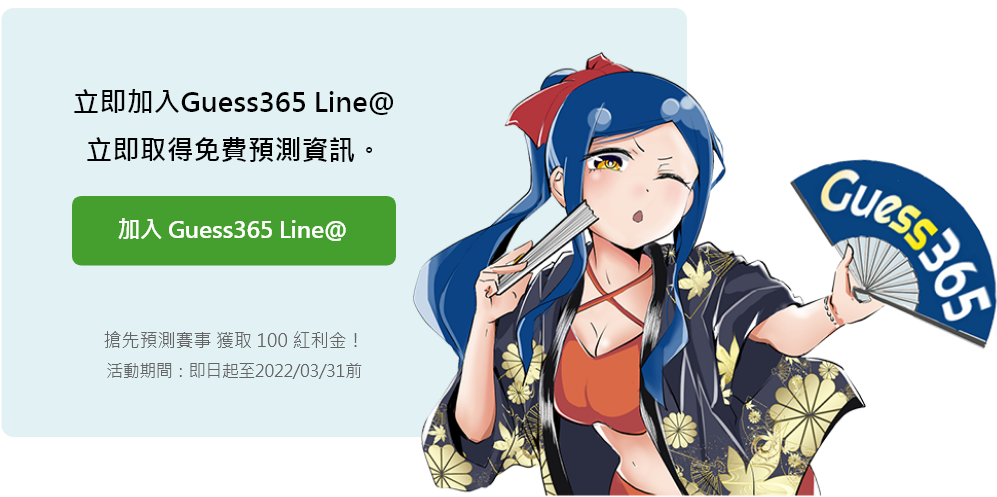 立即加入Guess365 Line@
立即取得免費預測資訊。
加入 Guess365 Line@
搶先預測賽事 獲取 100 紅利金！
活動期間：即日起至2022/03/31前
Guess365